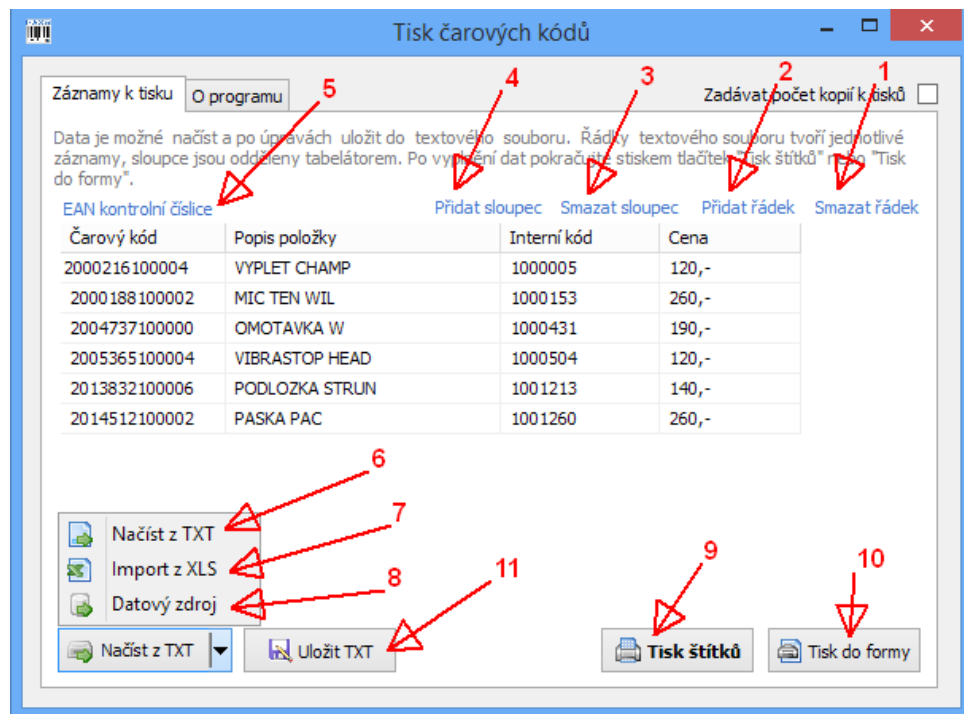 Tisk čarových kódů
4 3 2 1
5
Záznamy k tisku O programu Zadávat počet kopií k tisků
Data je možné načíst a po úpravách uložit do textového souboru. Řádky textového souboru tvoří jednotlivé
záznamy, sloupce jsou odděleny tabelátorem. Po vyplnění dat pokračujte stiskem tlačítek "Tisk štítků" nebo "Tisk
do formy".
EAN kontrolní číslice Přidat sloupec Smazat sloupec Přidat řádek Smazat řádek
Čarový kód Popis položky Interní kód Cena
2000216100004 VYPLET CHAMP 1000005 120,-
2000188100002 MIC TEN WIL 1000153 260,-
2004737100000 OMOTAVKA W 1000431 190,-
2005365100004 VIBRASTOP HEAD 1000504 120,-
2013832100006 PODLOZKA STRUN 1001213 140,-
2014512100002 PASKA PAC 1001260 260,-
6
Načíst z TXT 7
Import z XLS
8 11 9 10
Datový zdroj
Načíst z TXT Uložit TXT Tisk štítků Tisk do formy